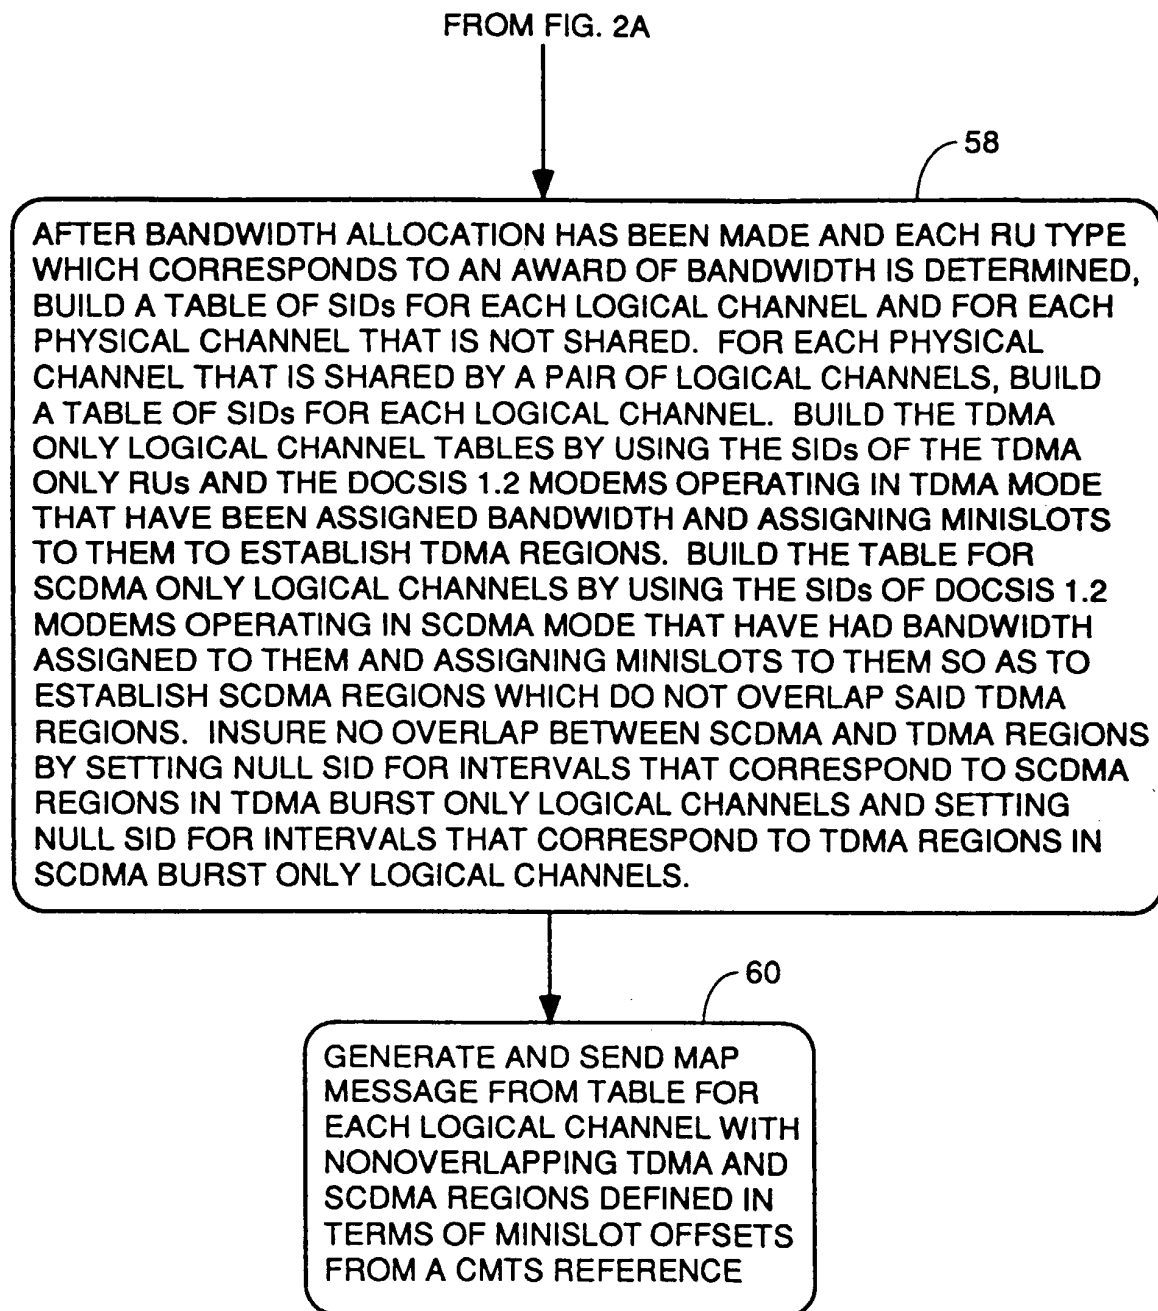 FROM FIG. 2A
58
AFTER BANDWIDTH ALLOCATION HAS BEEN MADE AND EACH RU TYPE
WHICH CORRESPONDS TO AN AWARD OF BANDWIDTH IS DETERMINED,
BUILD A TABLE OF SIDs FOR EACH LOGICAL CHANNEL AND FOR EACH
PHYSICAL CHANNEL THAT IS NOT SHARED. FOR EACH PHYSICAL
CHANNEL THAT IS SHARED BY A PAIR OF LOGICAL CHANNELS, BUILD
A TABLE OF SIDs FOR EACH LOGICAL CHANNEL. BUILD THE TDMA
ONLY LOGICAL CHANNEL TABLES BY USING THE SIDs OF THE TDMA
ONLY RUs AND THE DOCSIS 1.2 MODEMS OPERATING IN TDMA MODE
THAT HAVE BEEN ASSIGNED BANDWIDTH AND ASSIGNING MINISLOTS
TO THEM TO ESTABLISH TDMA REGIONS. BUILD THE TABLE FOR
SCDMA ONLY LOGICAL CHANNELS BY USING THE SIDs OF DOCSIS 1.2
MODEMS OPERATING IN SCDMA MODE THAT HAVE HAD BANDWIDTH
ASSIGNED TO THEM AND ASSIGNING MINISLOTS TO THEM SO AS TO
ESTABLISH SCDMA REGIONS WHICH DO NOT OVERLAP SAID TDMA
REGIONS. INSURE NO OVERLAP BETWEEN SCDMA AND TDMA REGIONS
BY SETTING NULL SID FOR INTERVALS THAT CORRESPOND TO SCDMA
REGIONS IN TDMA BURST ONLY LOGICAL CHANNELS AND SETTING
NULL SID FOR INTERVALS THAT CORRESPOND TO TDMA REGIONS IN
SCDMA BURST ONLY LOGICAL CHANNELS.
60
GENERATE AND SEND MAP
MESSAGE FROM TABLE FOR
EACH LOGICAL CHANNEL WITH
NONOVERLAPPING TDMA AND
SCDMA REGIONS DEFINED IN
TERMS OF MINISLOT OFFSETS
FROM A CMTS REFERENCE